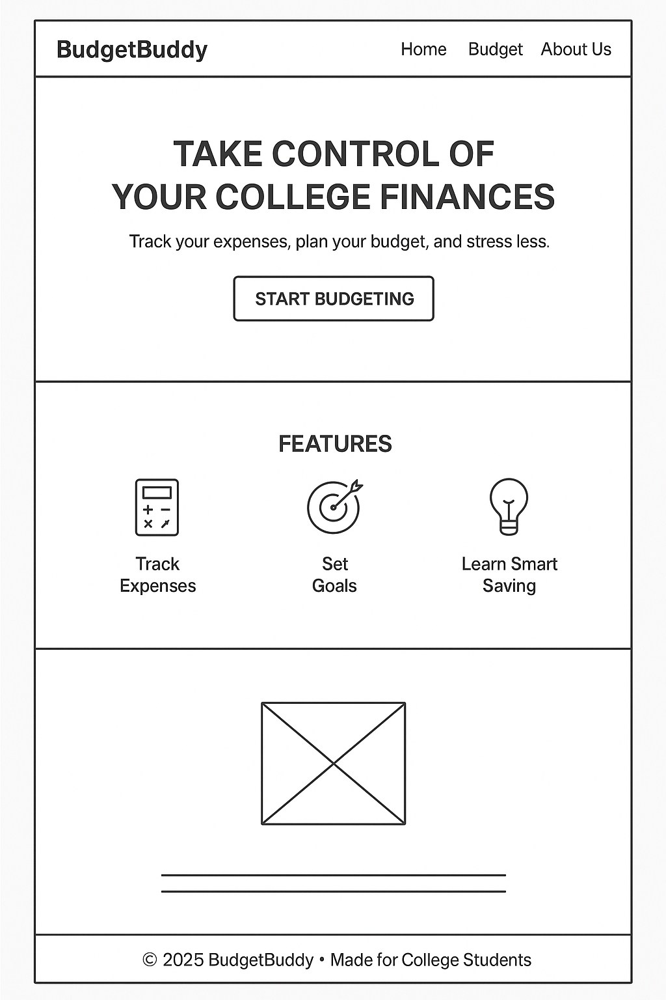 BudgetBuddy
Home Budget About Us
TAKE CONTROL OF
YOUR COLLEGE FINANCES
Track your expenses, plan your budget, and stress less.
START BUDGETING
FEATURES
Track
Expenses
Set
Goals
Learn Smart
Saving
© 2025 BudgetBuddy • Made for College Students